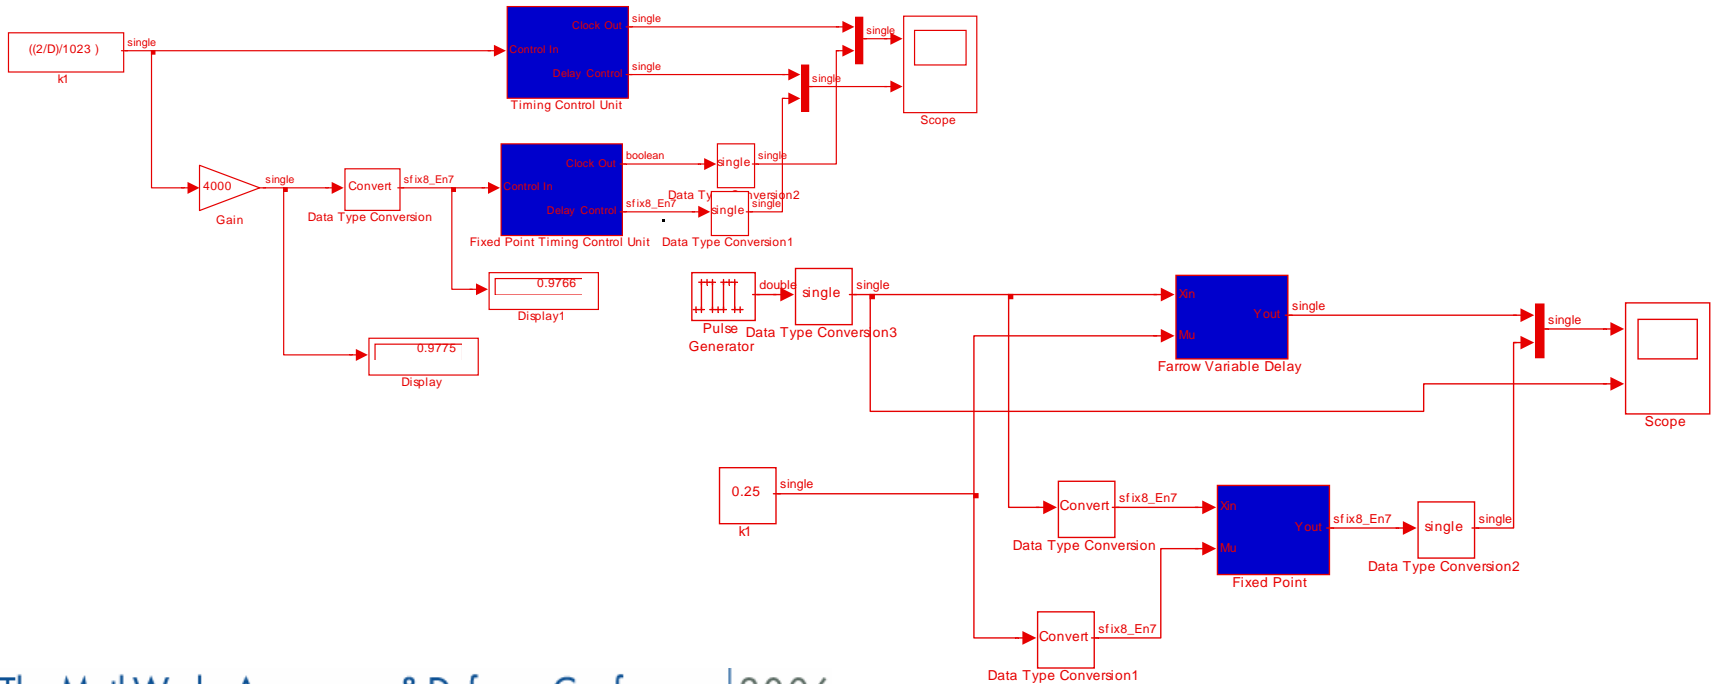 ((2/D)/1023 )
k1
single
Clock Out
single
Control In
Delay Control
single
Timing Control Unit
single
single
Scope
4000
Gain
single
Convert
sfix8_En7
Data Type Conversion
Clock Out
boolean
Control In
Delay Control
sfix8_En7
Fixed Point Timing Control Unit
single
single
Data Type Conversion2
single
single
Data Type Conversion1
0.9766
Display1
0.9775
Display
Pulse
Generator
double
single
single
Data Type Conversion3
Xin
Yout
single
Mu
Farrow Variable Delay
single
Scope
0.25
single
k1
Convert
sfix8_En7
Data Type Conversion
Xin
Yout
sfix8_En7
Mu
Fixed Point
single
single
Data Type Conversion2
Convert
sfix8_En7
Data Type Conversion1